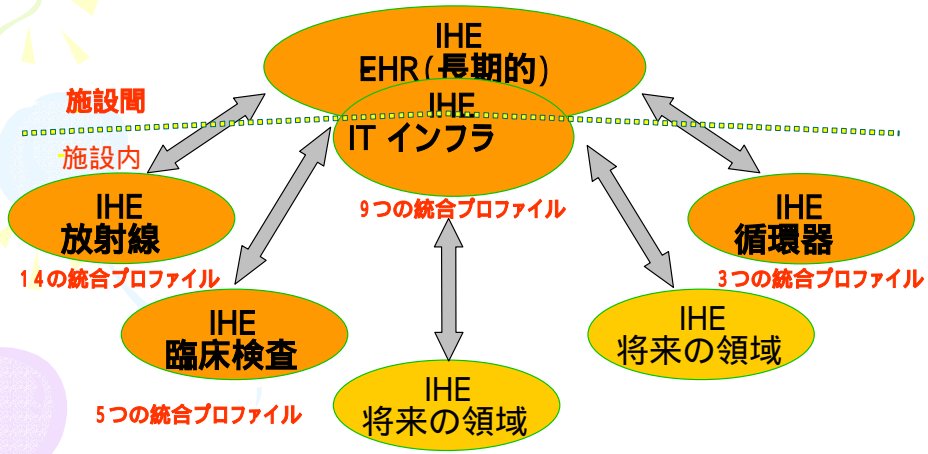 IHE
EHR(長期的)
施設間
IHE
IT インフラ
施設内
IHE
放射線
9つの統合プロファイル
IHE
循環器
14の統合プロファイル
3つの統合プロファイル
IHE
臨床検査
IHE
将来の領域
5つの統合プロファイル
IHE
将来の領域